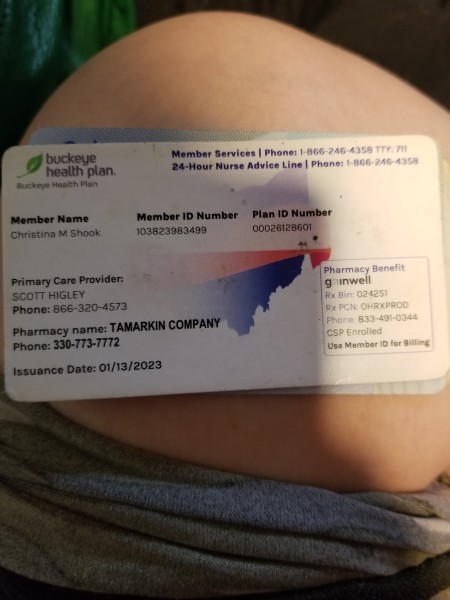 buckeye
health plan.
Buckeye Health Plan
Member Services | Phone: 1-866-246-4358 TTY: 711
24-Hour Nurse Advice Line | Phone: 1-866-246-4358
Member Name
Christina M Shook
Member ID Number
103823983499
Plan ID Number
00026128601
Primary Care Provider:
SCOTT HIGLEY
Phone: 866-320-4573
Pharmacy name: TAMARKIN COMPANY
Phone: 330-773-7772
Issuance Date: 01/13/2023
Pharmacy Benefit
gainwell
Rx Bin: 024251
Rx PCN: OHRXPROD
Phone: 833-491-0344
CSP Enrolled
Use Member ID for Billing